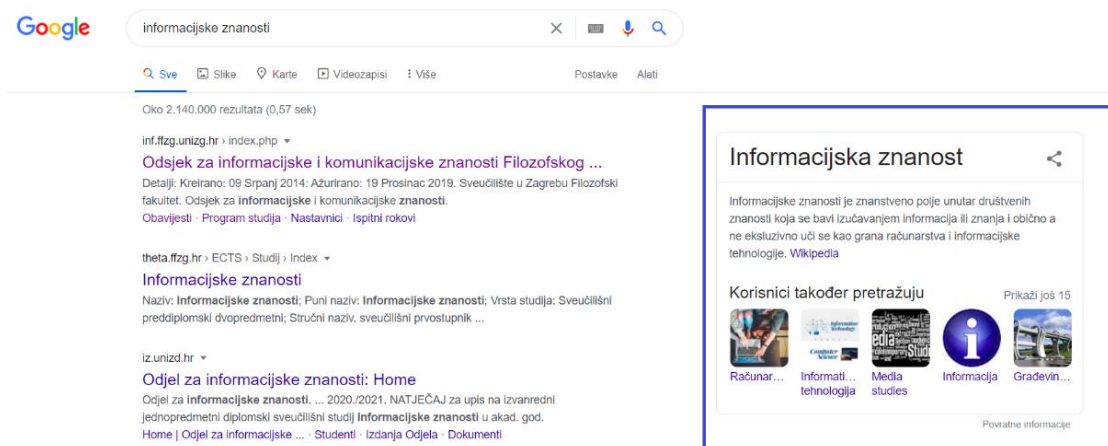 Google
informacijske znanosti
Sve Slike Karte Videozapisi Više Postavke Alati
Oko 2.140.000 rezultata (0,57 sek)
inf.ffzg.unizg.hr › index.php
Odsjek za informacijske i komunikacijske znanosti Filozofskog ...
Detalji: Kreirano: 09 Srpanj 2014: Ažurirano: 19 Prosinac 2019. Sveučilište u Zagrebu Filozofski
fakultet. Odsjek za informacijske i komunikacijske znanosti.
Obavijesti · Program studija · Nastavnici · Ispitni rokovi
theta.ffzg.hr › ECTS › Studij › Index
Informacijske znanosti
Naziv: Informacijske znanosti; Puni naziv: Informacijske znanosti; Vrsta studija: Sveučilišni
preddiplomski dvopredmetni; Stručni naziv. sveučilišni prvostupnik ...
iz.unizd.hr
Odjel za informacijske znanosti: Home
Odjel za informacijske znanosti. ... 2020./2021. NATJEČAJ za upis na izvanredni
jednopredmetni diplomski sveučilišni studij Informacijske znanosti u akad. god.
Home | Odjel za informacijske ... · Studenti · Izdanja Odjela · Dokumenti
Informacijska znanost
Informacijske znanosti je znanstveno polje unutar društvenih
znanosti koja se bavi izučavanjem informacija ili znanja i obično a
ne ekskluzivno uči se kao grana računarstva i informacijske
tehnologije. Wikipedia
Korisnici također pretražuju Prikaži još 15
Information
Technology
Computer
Science
edia
Stud
i
Računar... Informati... Media Informacija Građevin...
tehnologija studies
Povratne informacije